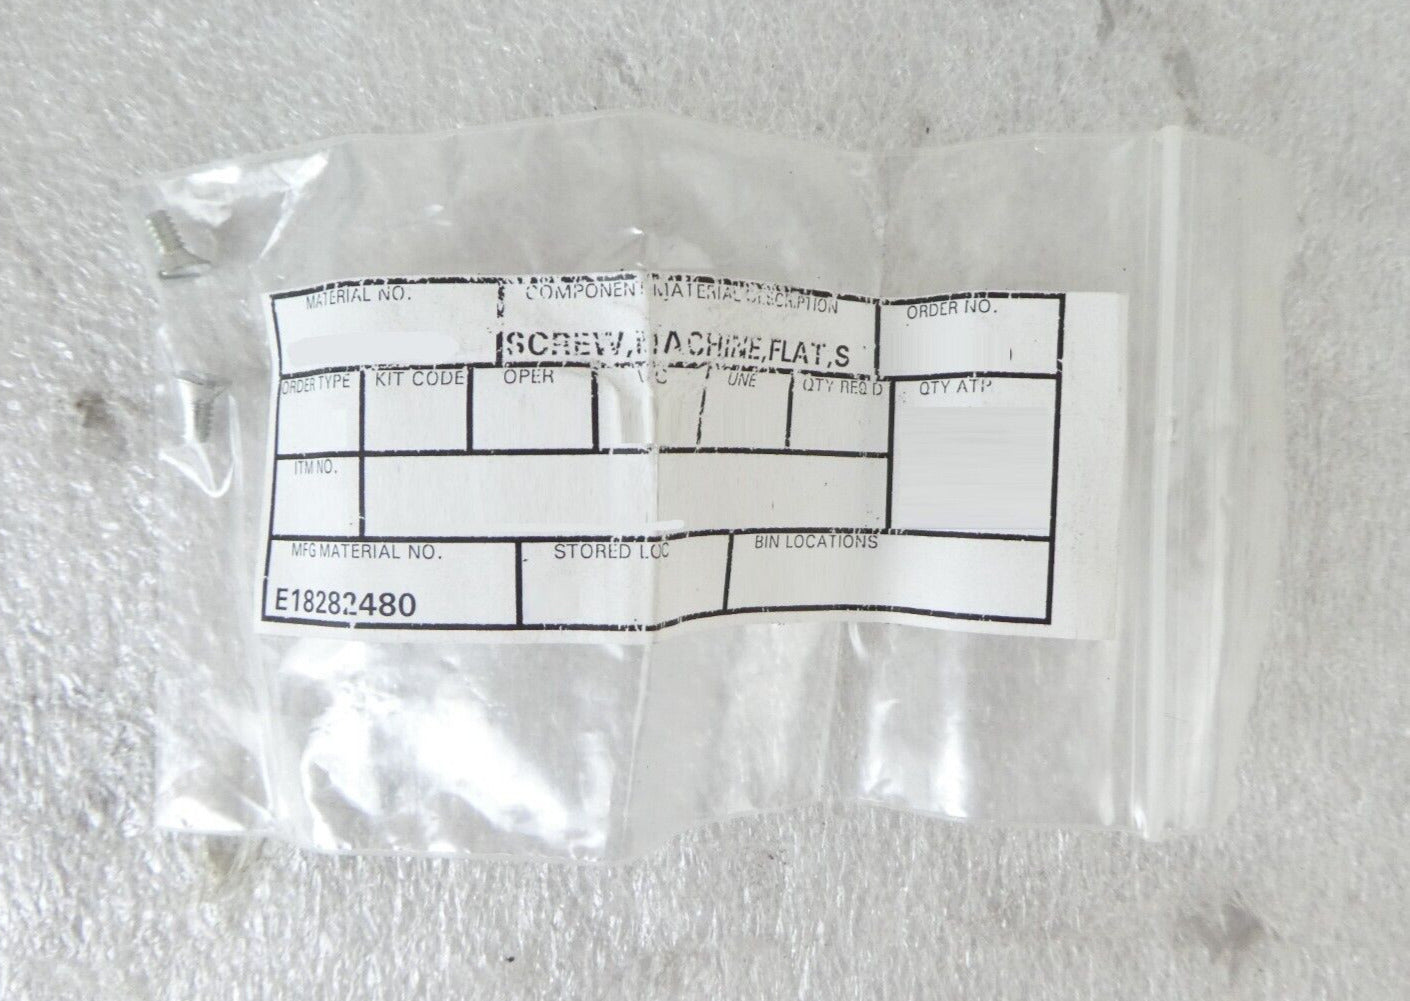 MATERIAL NO. COMPONENT MATERIAL DESCRIPTION ORDER NO.
SCREW,MACHINE,FLAT,S
ORDER TYPE KIT CODE OPER W/C LINE QTY REQ D QTY ATP
ITM NO.
MFG MATERIAL NO. STORED LOC BIN LOCATIONS
E18282480